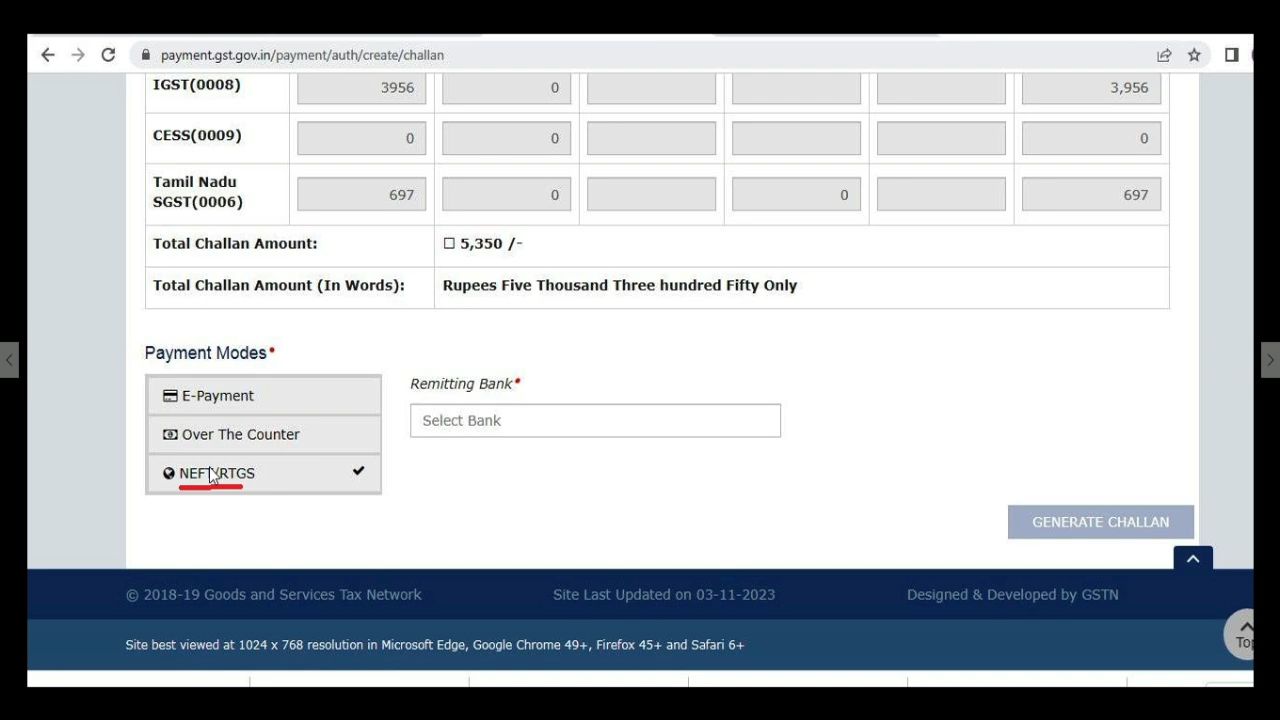 payment.gst.gov.in/payment/auth/create/challan
IGST(0008) 3956 0 3,956
CESS(0009) 0 0 0
Tamil Nadu
SGST(0006) 697 0 0 697
Total Challan Amount: 5,350 /-
Total Challan Amount (In Words): Rupees Five Thousand Three hundred Fifty Only
Payment Modes•
Remitting Bank•
E-Payment
Select Bank
Over The Counter
NEFT/RTGS
GENERATE CHALLAN
© 2018-19 Goods and Services Tax Network Site Last Updated on 03-11-2023 Designed & Developed by GSTN
Top
Site best viewed at 1024 x 768 resolution in Microsoft Edge, Google Chrome 49+, Firefox 45+ and Safari 6+